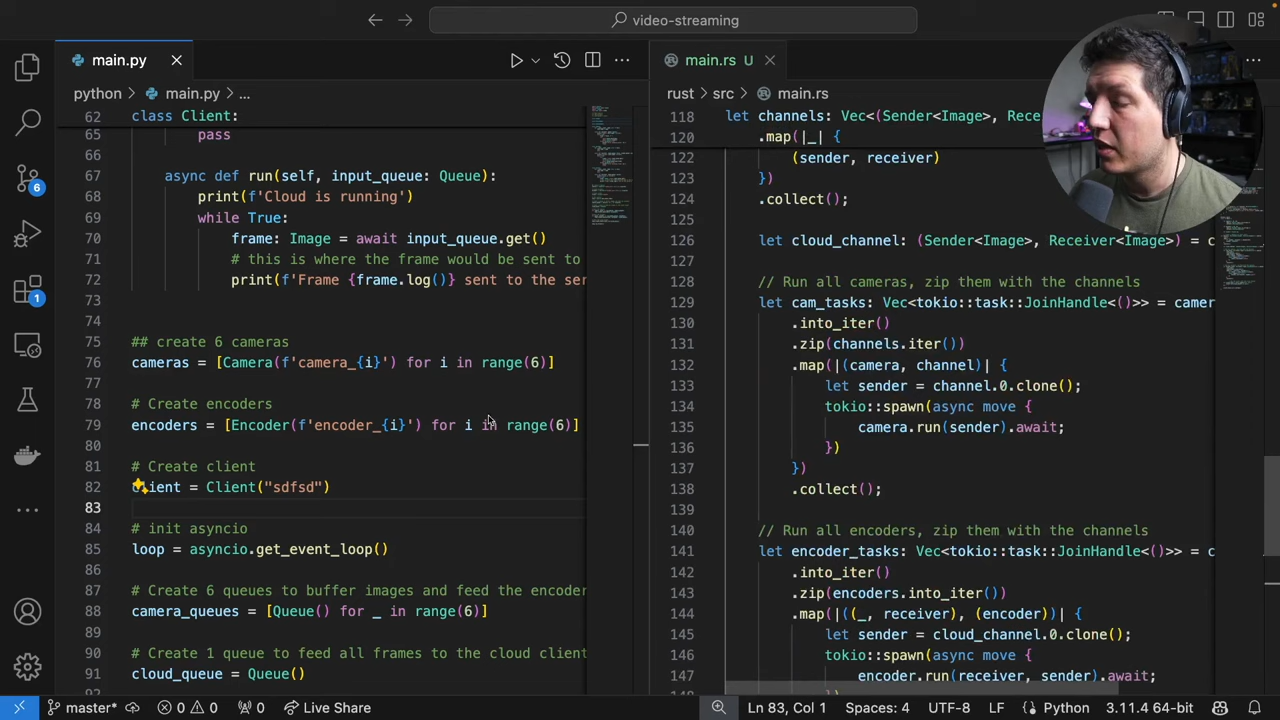 video-streaming
main.py
main.rs U
python > main.py > ...
rust > src > main.rs
62 class Client:
65 pass
66
67 async def run(self, input_queue: Queue):
68 print(f'Cloud is running')
69 while True:
70 frame: Image = await input_queue.get()
71 # this is where the frame would be sent to
72 print(f'Frame {frame.log()} sent to the ser
73
74
75 ## create 6 cameras
76 cameras = [Camera(f'camera_{i}') for i in range(6)]
77
78 # Create encoders
79 encoders = [Encoder(f'encoder_{i}') for i in range(6)]
80
81 # Create client
82 client = Client("sdfsd")
83
84 # init asyncio
85 loop = asyncio.get_event_loop()
86
87 # Create 6 queues to buffer images and feed the encoder
88 camera_queues = [Queue() for _ in range(6)]
89
90 # Create 1 queue to feed all frames to the cloud client
91 cloud_queue = Queue()
92
118 let channels: Vec<(Sender<Image>, Rece
120 .map(|_| {
122 (sender, receiver)
123 })
124 .collect();
125
126 let cloud_channel: (Sender<Image>, Receiver<Image>) = c
127
128 // Run all cameras, zip them with the channels
129 let cam_tasks: Vec<tokio::task::JoinHandle<()>> = camer
130 .into_iter()
131 .zip(channels.iter())
132 .map(|(camera, channel)| {
133 let sender = channel.0.clone();
134 tokio::spawn(async move {
135 camera.run(sender).await;
136 })
137 })
138 .collect();
139
140 // Run all encoders, zip them with the channels
141 let encoder_tasks: Vec<tokio::task::JoinHandle<()>> = c
142 .into_iter()
143 .zip(encoders.into_iter())
144 .map(|((_, receiver), (encoder))| {
145 let sender = cloud_channel.0.clone();
146 tokio::spawn(async move {
147 encoder.run(receiver, sender).await;
148 })
6
1
master* 0 0 0 Live Share
Ln 83, Col 1 Spaces: 4 UTF-8 LF Python 3.11.4 64-bit